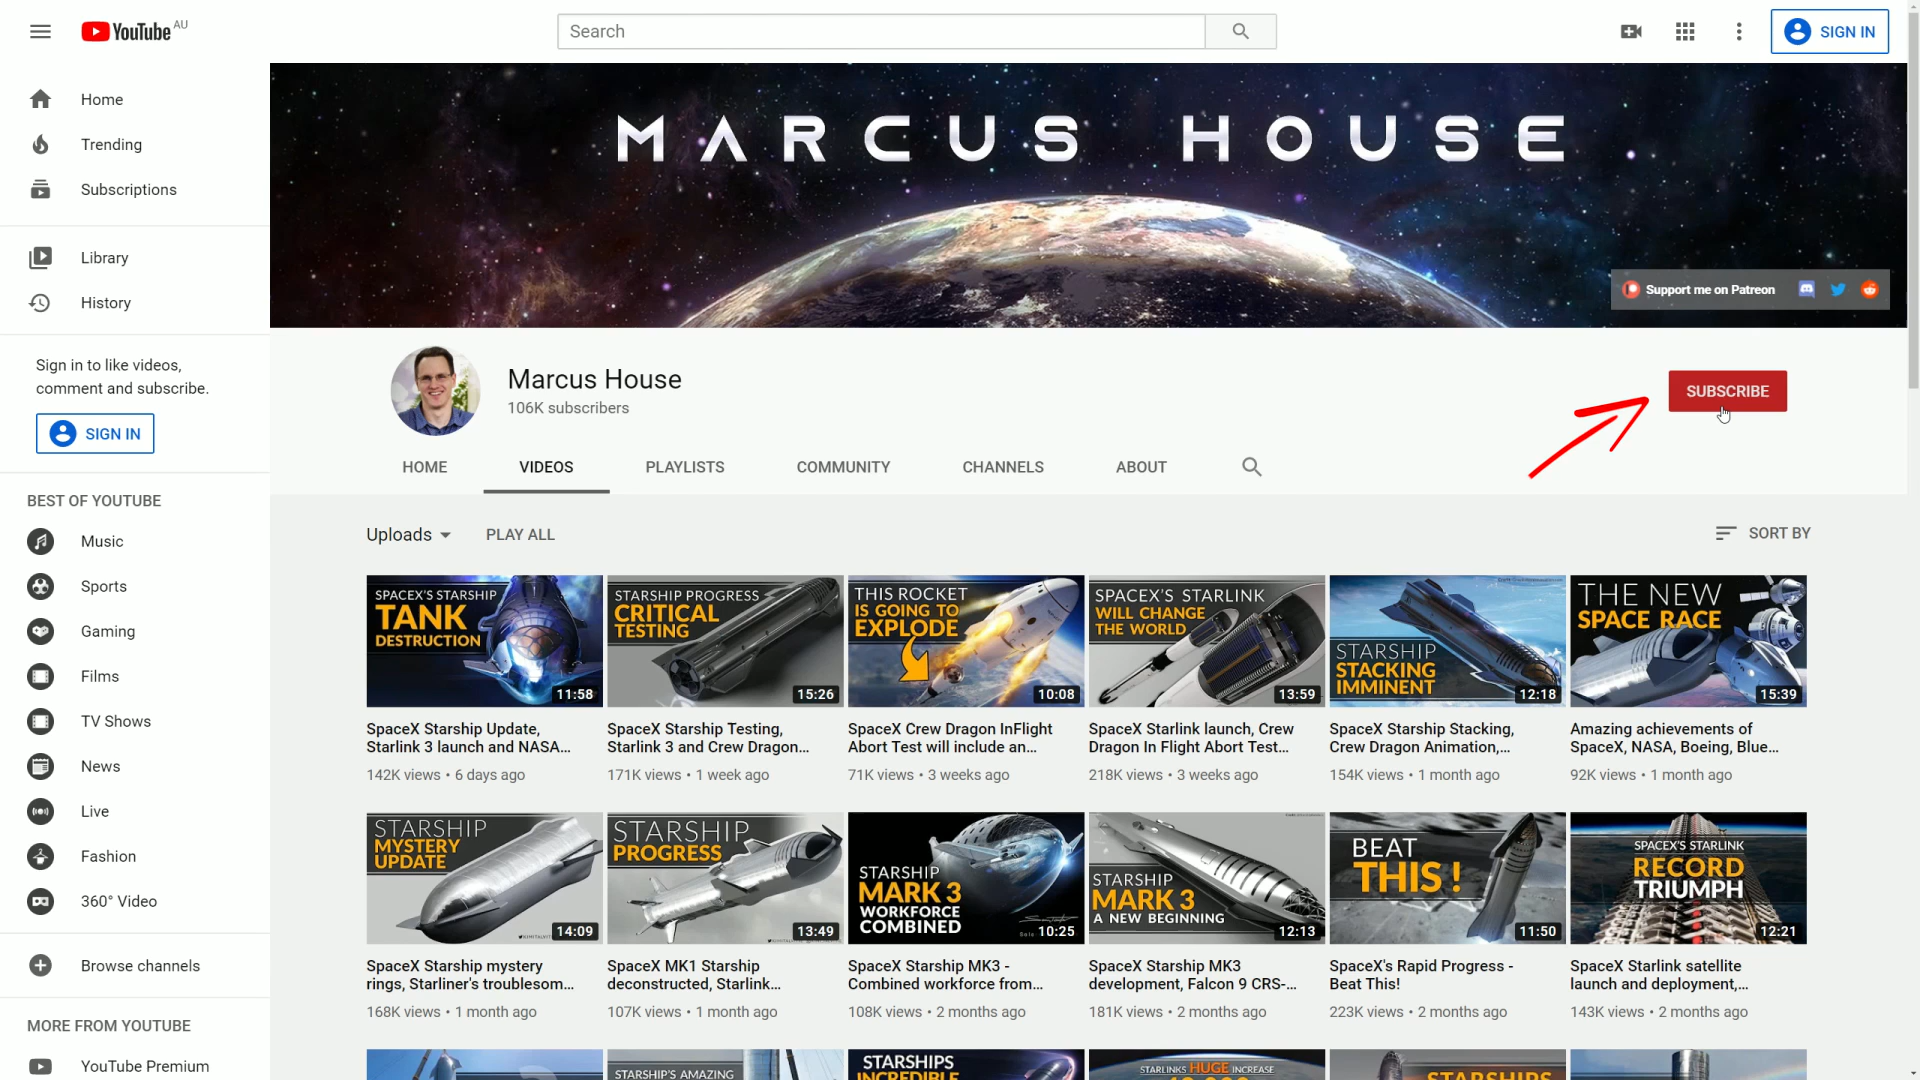 YouTube AU
Search
SIGN IN
Home
Trending
Subscriptions
Library
History
Sign in to like videos,
comment and subscribe.
SIGN IN
BEST OF YOUTUBE
Music
Sports
Gaming
Films
TV Shows
News
Live
Fashion
360° Video
Browse channels
MORE FROM YOUTUBE
YouTube Premium
MARCUS HOUSE
Support me on Patreon
Marcus House
106K subscribers
SUBSCRIBE
HOME VIDEOS PLAYLISTS COMMUNITY CHANNELS ABOUT
Uploads PLAY ALL SORT BY
SPACEX'S STARSHIP
TANK
DESTRUCTION
11:58
SpaceX Starship Update,
Starlink 3 launch and NASA...
142K views • 6 days ago
STARSHIP PROGRESS
CRITICAL
TESTING
15:26
SpaceX Starship Testing,
Starlink 3 and Crew Dragon...
171K views • 1 week ago
THIS ROCKET
IS GOING TO
EXPLODE
10:08
SpaceX Crew Dragon InFlight
Abort Test will include an...
71K views • 3 weeks ago
SPACEX'S STARLINK
WILL CHANGE
THE WORLD
13:59
SpaceX Starlink launch, Crew
Dragon In Flight Abort Test...
218K views • 3 weeks ago
STARSHIP
STACKING
IMMINENT
12:18
SpaceX Starship Stacking,
Crew Dragon Animation,...
154K views • 1 month ago
THE NEW
SPACE RACE
15:39
Amazing achievements of
SpaceX, NASA, Boeing, Blue...
92K views • 1 month ago
STARSHIP
MYSTERY
UPDATE
14:09
SpaceX Starship mystery
rings, Starliner's troublesom...
168K views • 1 month ago
STARSHIP
PROGRESS
13:49
SpaceX MK1 Starship
deconstructed, Starlink...
107K views • 1 month ago
STARSHIP
MARK 3
WORKFORCE
COMBINED
10:25
SpaceX Starship MK3 -
Combined workforce from...
108K views • 2 months ago
STARSHIP
MARK 3
A NEW BEGINNING
12:13
SpaceX Starship MK3
development, Falcon 9 CRS-...
181K views • 2 months ago
BEAT
THIS !
11:50
SpaceX's Rapid Progress -
Beat This!
223K views • 2 months ago
SPACEX'S STARLINK
RECORD
TRIUMPH
12:21
SpaceX Starlink satellite
launch and deployment,...
143K views • 2 months ago
STARSHIP'S AMAZING
STARSHIPS
INCREDIBLE
STARLINKS HUGE INCREASE
STARSHIPS